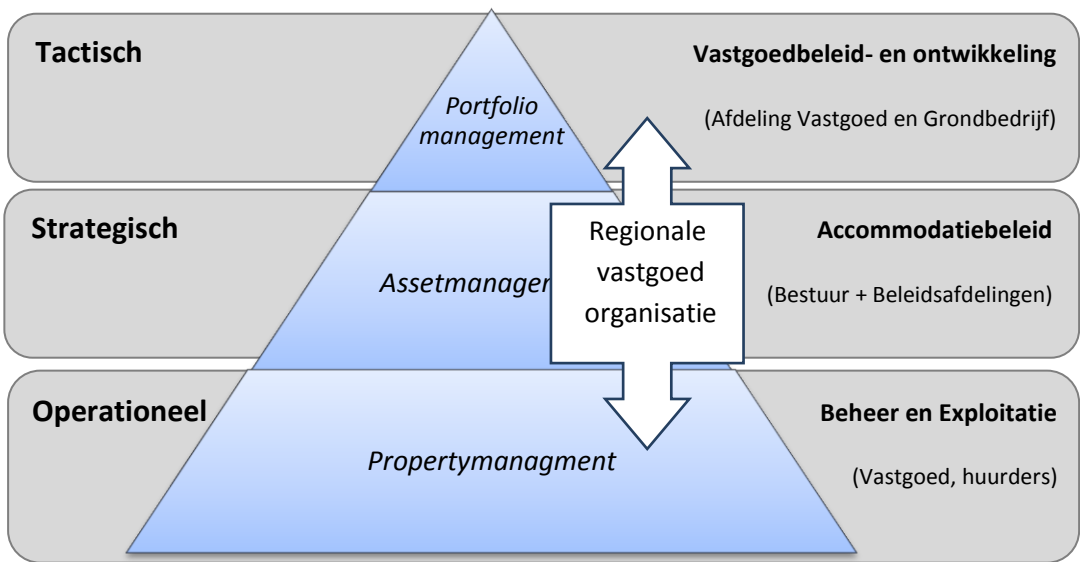 Tactisch
Portfolio
management
Vastgoedbeleid- en ontwikkeling
(Afdeling Vastgoed en Grondbedrijf)
Strategisch
Assetmanagem
Regionale
vastgoed
organisatie
Accommodatiebeleid
(Bestuur + Beleidsafdelingen)
Operationeel
Propertymanagment
Beheer en Exploitatie
(Vastgoed, huurders)